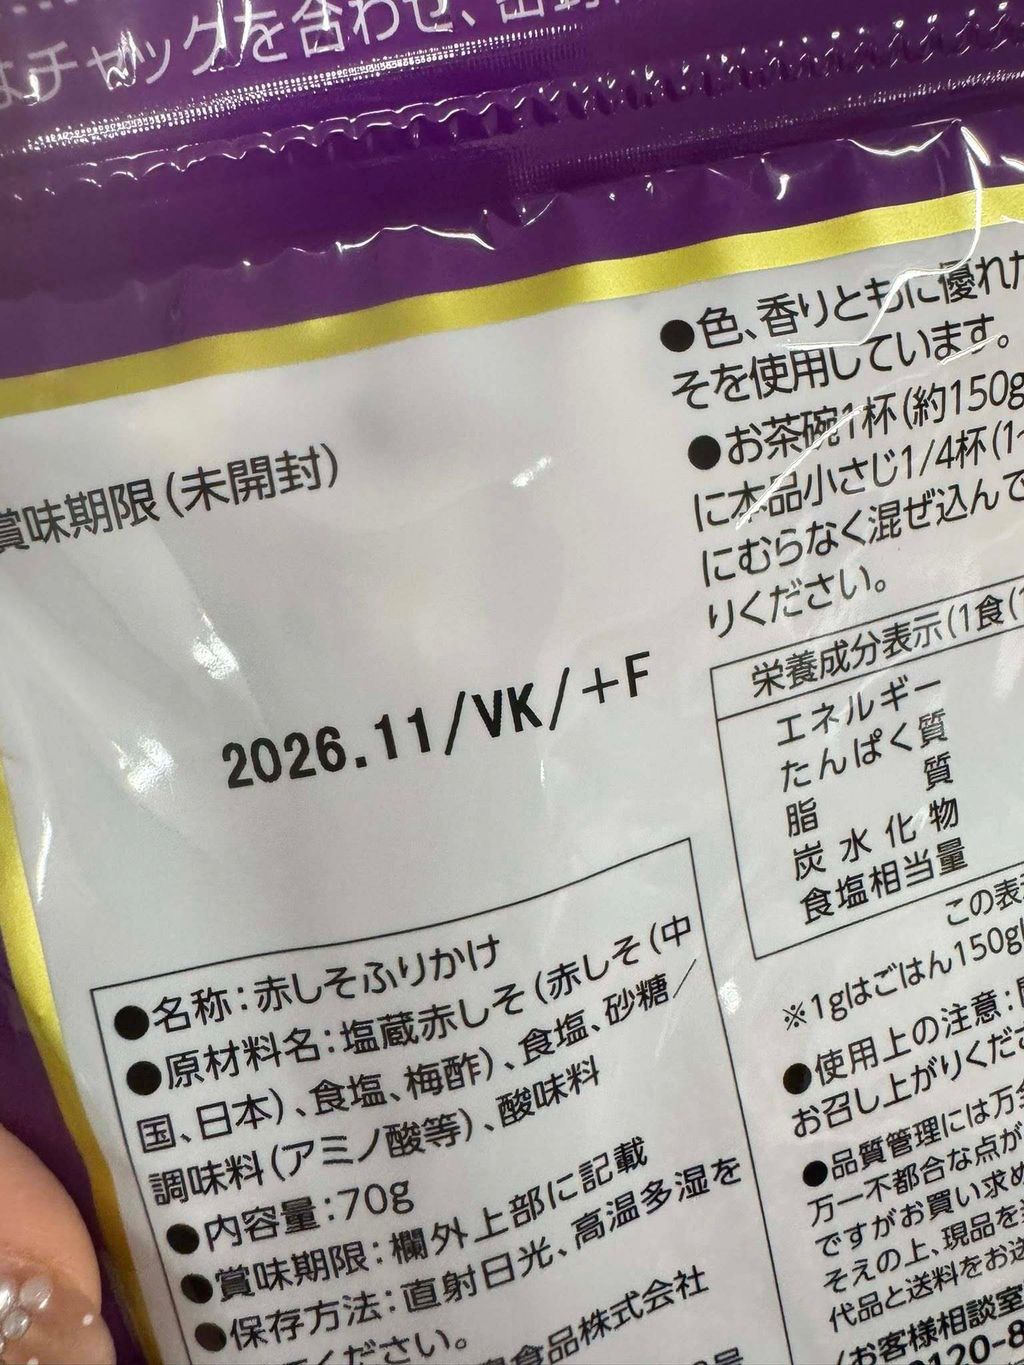 はチャックを合わせ、密封
●色、香りともに優れた
そを使用しています。
●お茶碗1杯(約150g
に本品小さじ1/4杯(1~
にむらなく混ぜ込んで
りください。
賞味期限(未開封)
2026.11/VK/+F
栄養成分表示(1食(1
エネルギー
たんぱく質
脂質
炭水化物
食塩相当量
この表示
※1gはごはん150g
●使用上の注意:
お召し上がりくださ
●品質管理には万全
万一不都合な点が
ですがお買い求め
そえの上、現品を
代品と送料をお送
お客様相談室
0120-8
●名称:赤しそふりかけ
●原材料名:塩蔵赤しそ(赤しそ(中
国、日本)、食塩、梅酢)、食塩、砂糖/
調味料(アミノ酸等)、酸味料
●内容量:70g
●賞味期限:欄外上部に記載
●保存方法:直射日光、高温多湿を
ください。
食品株式会社